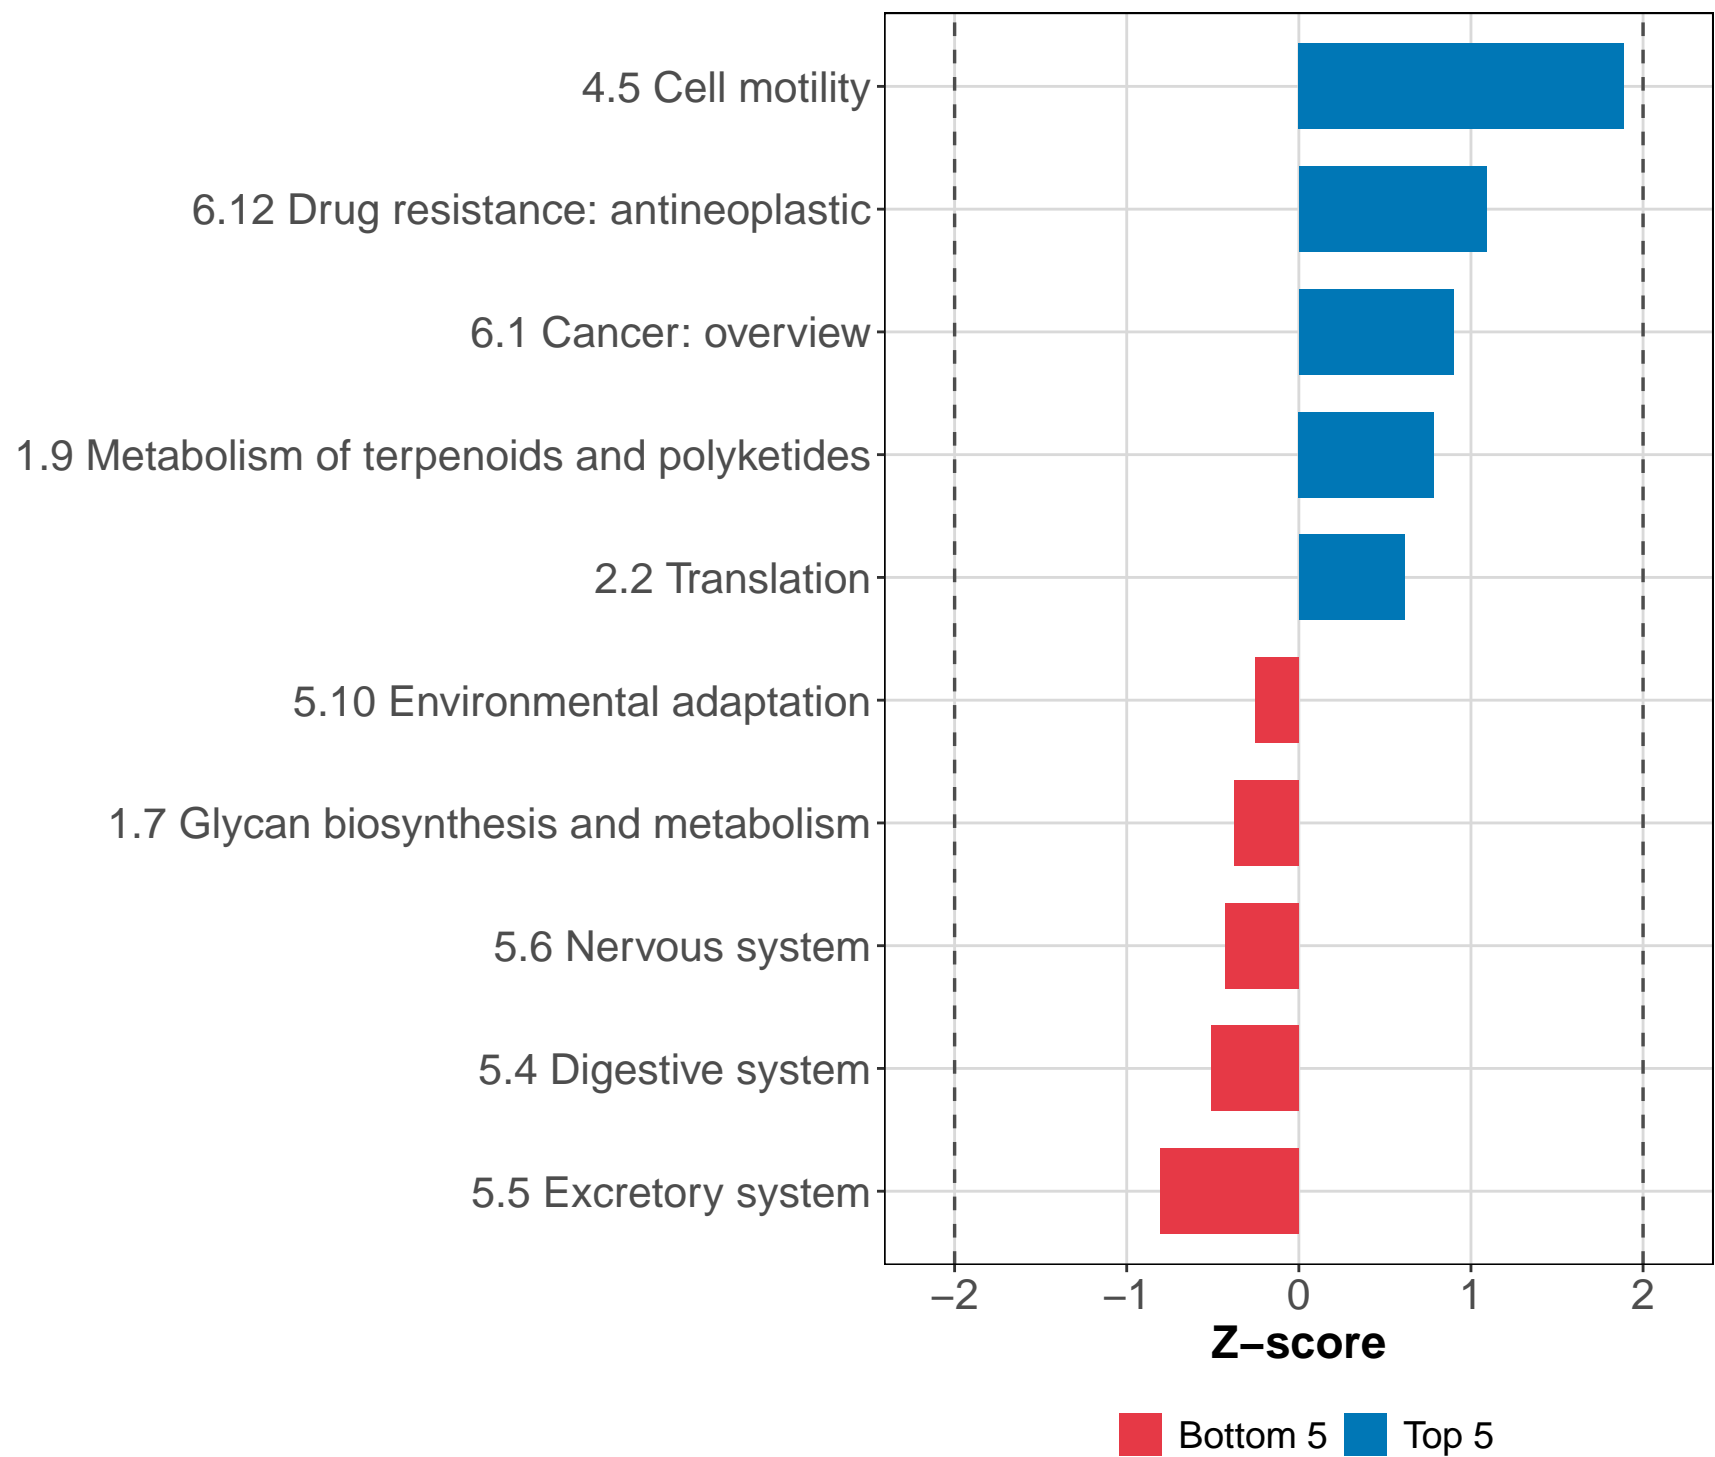 4.5 Cell motility
6.12 Drug resistance: antineoplastic
6.1 Cancer: overview
1.9 Metabolism of terpenoids and polyketides
2.2 Translation
5.10 Environmental adaptation
1.7 Glycan biosynthesis and metabolism
5.6 Nervous system
5.4 Digestive system
5.5 Excretory system
−2 −1 0 1 2
Z−score
Bottom 5 Top 5